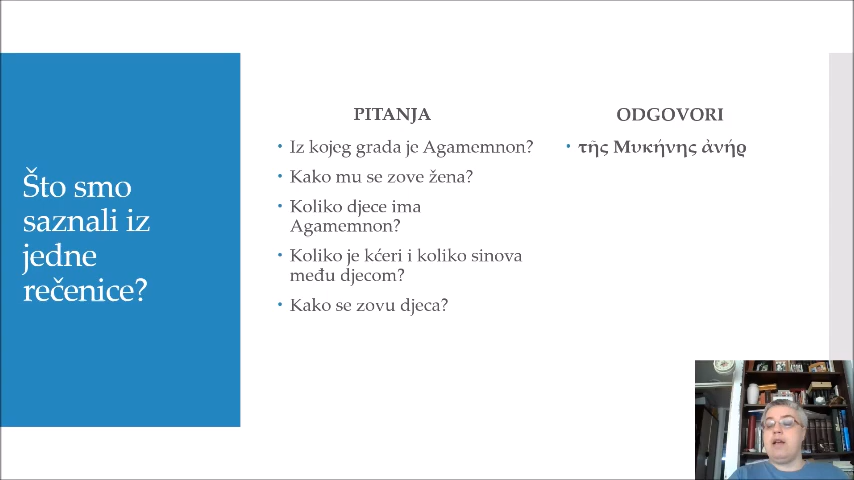 Što smo
saznali iz
jedne
rečenice?
PITANJA
• Iz kojeg grada je Agamemnon?
• Kako mu se zove žena?
• Koliko djece ima
Agamemnon?
• Koliko je kćeri i koliko sinova
među djecom?
• Kako se zovu djeca?
ODGOVORI
• τῆς Μυκήνης ἀνήρ